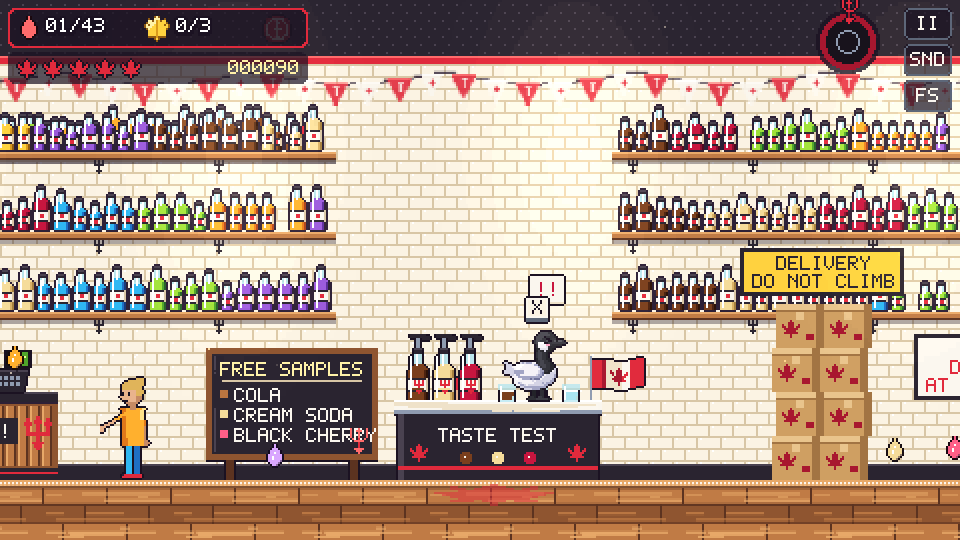 01/43
0/3
000090
II
SND
FS
DELIVERY
DO NOT CLIMB
!!
X
FREE SAMPLES
COLA
CREAM SODA
BLACK CHERRY
!
TASTE TEST
D
AT